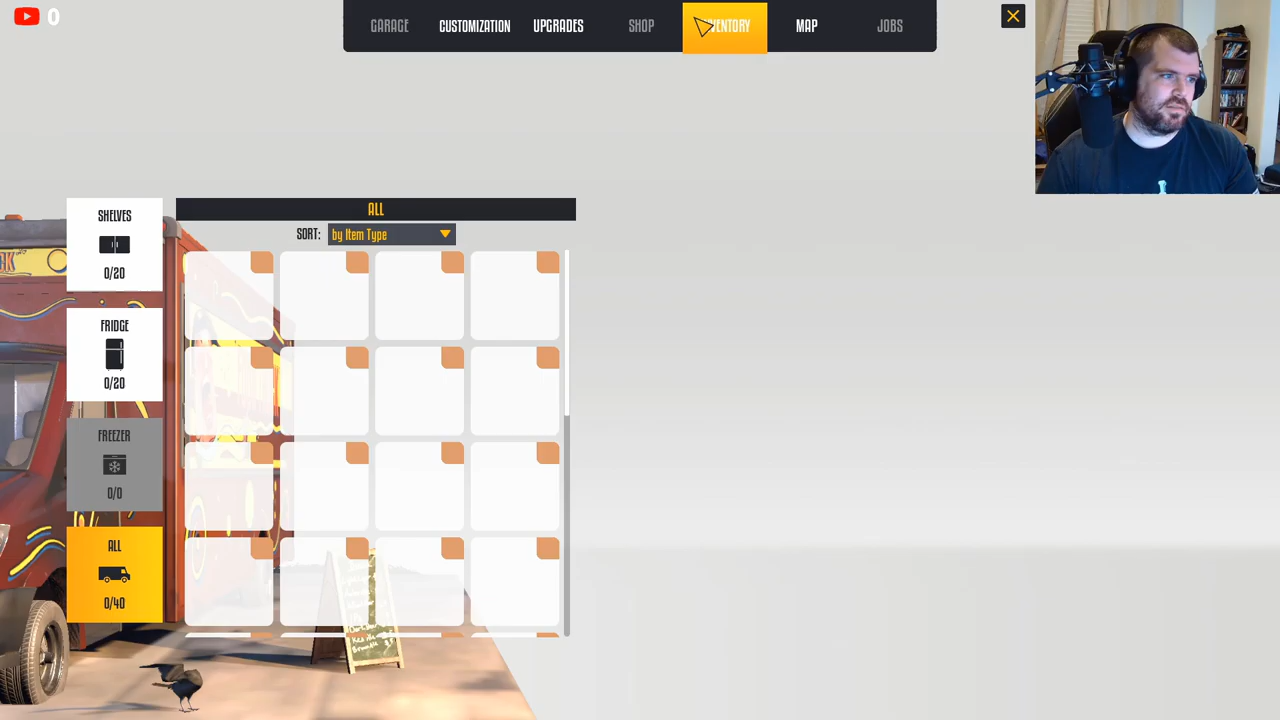 0
GARAGE CUSTOMIZATION UPGRADES SHOP INVENTORY MAP JOBS
SHELVES
0/20
FRIDGE
0/20
FREEZER
0/0
ALL
0/40
ALL
SORT: by Item Type